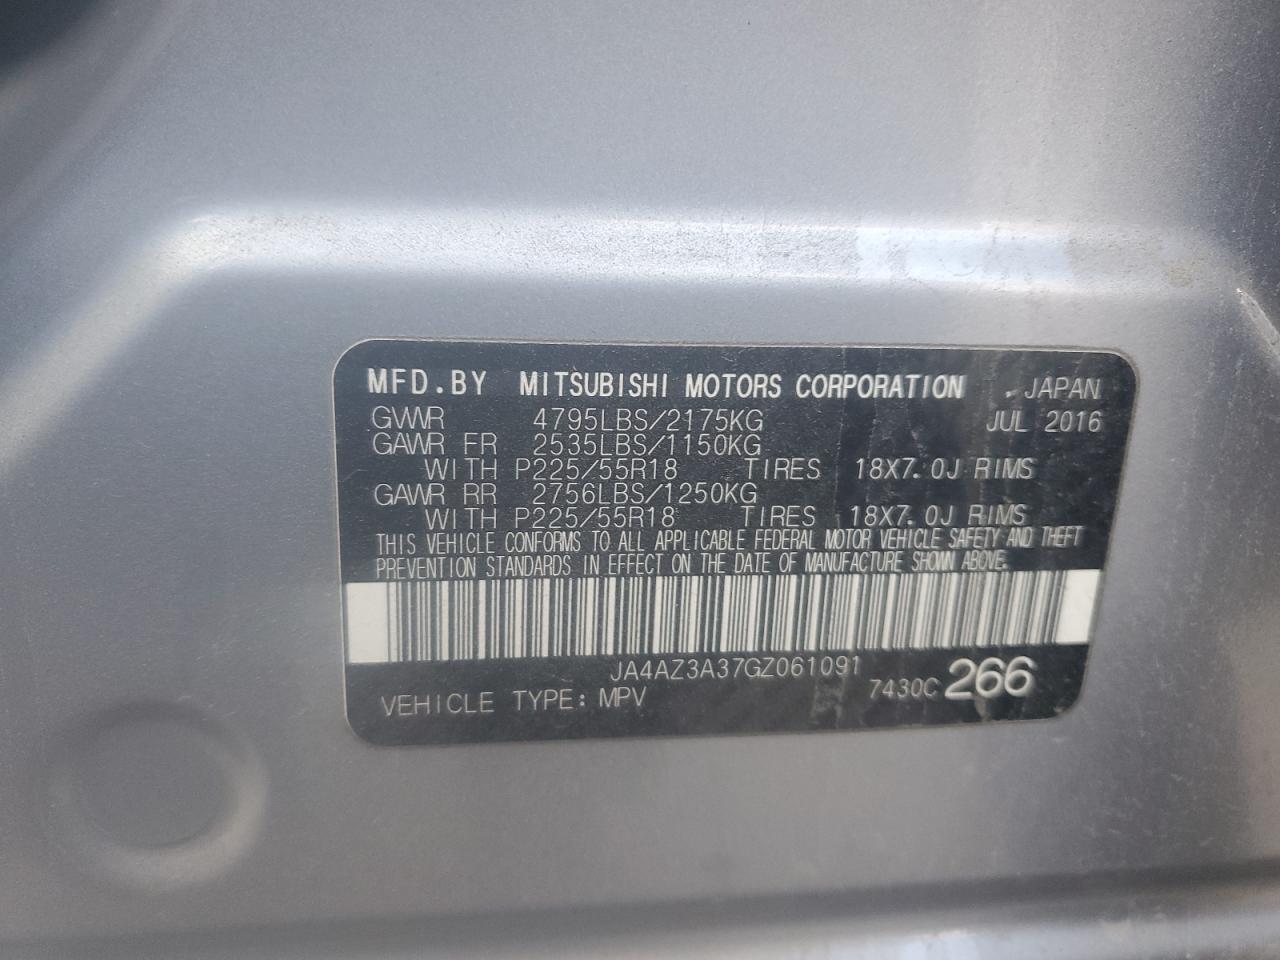 MFD.BY MITSUBISHI MOTORS CORPORATION , JAPAN
GVWR 4795LBS/2175KG JUL 2016
GAWR FR 2535LBS/1150KG
WITH P225/55R18 TIRES 18X7.0J RIMS
GAWR RR 2756LBS/1250KG
WITH P225/55R18 TIRES 18X7.0J RIMS
THIS VEHICLE CONFORMS TO ALL APPLICABLE FEDERAL MOTOR VEHICLE SAFETY AND THEFT
PREVENTION STANDARDS IN EFFECT ON THE DATE OF MANUFACTURE SHOWN ABOVE.
JA4AZ3A37GZ061091
VEHICLE TYPE: MPV 7430C 266